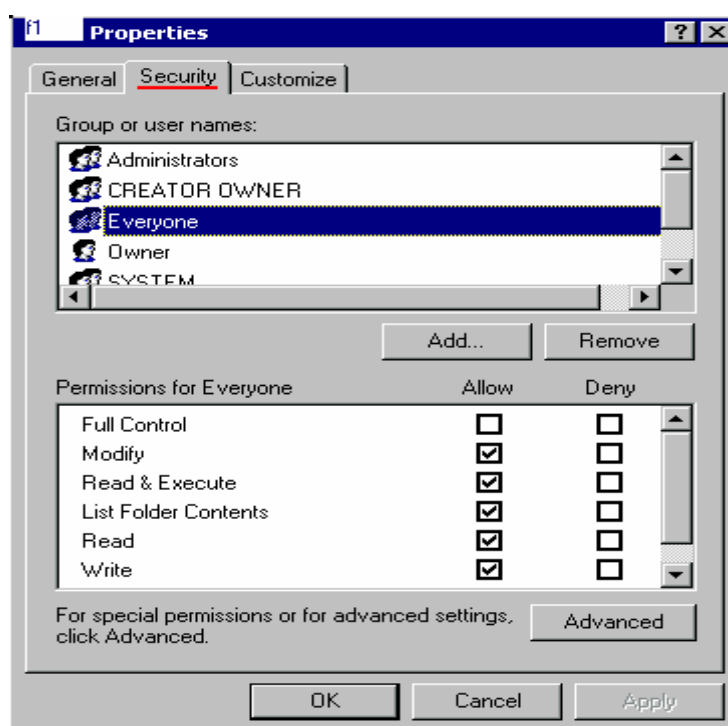 f1 Properties
General Security Customize
Group or user names:
Administrators
CREATOR OWNER
Everyone
Owner
SYSTEM
Add... Remove
Permissions for Everyone Allow Deny
Full Control
Modify
Read & Execute
List Folder Contents
Read
Write
For special permissions or for advanced settings,
click Advanced.
Advanced
OK Cancel Apply